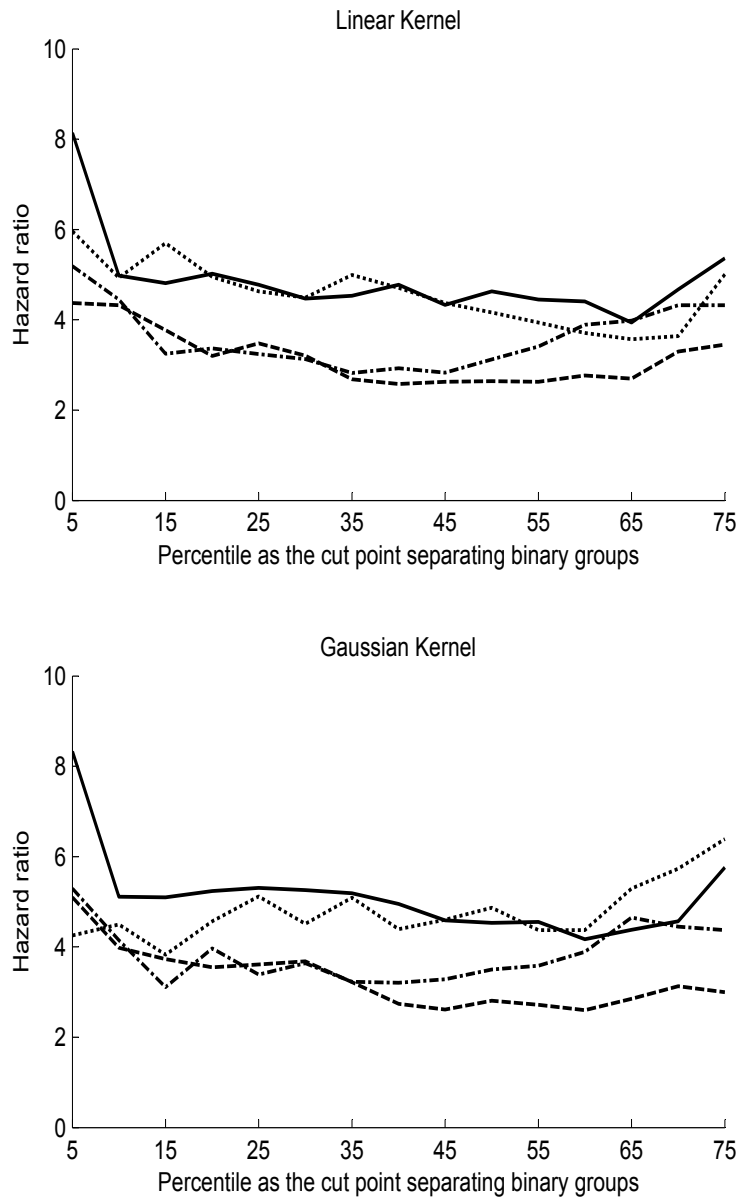 Linear Kernel
10
8
6
4
2
0
Hazard ratio
5 15 25 35 45 55 65 75
Percentile as the cut point separating binary groups
Gaussian Kernel
10
8
6
4
2
0
Hazard ratio
5 15 25 35 45 55 65 75
Percentile as the cut point separating binary groups